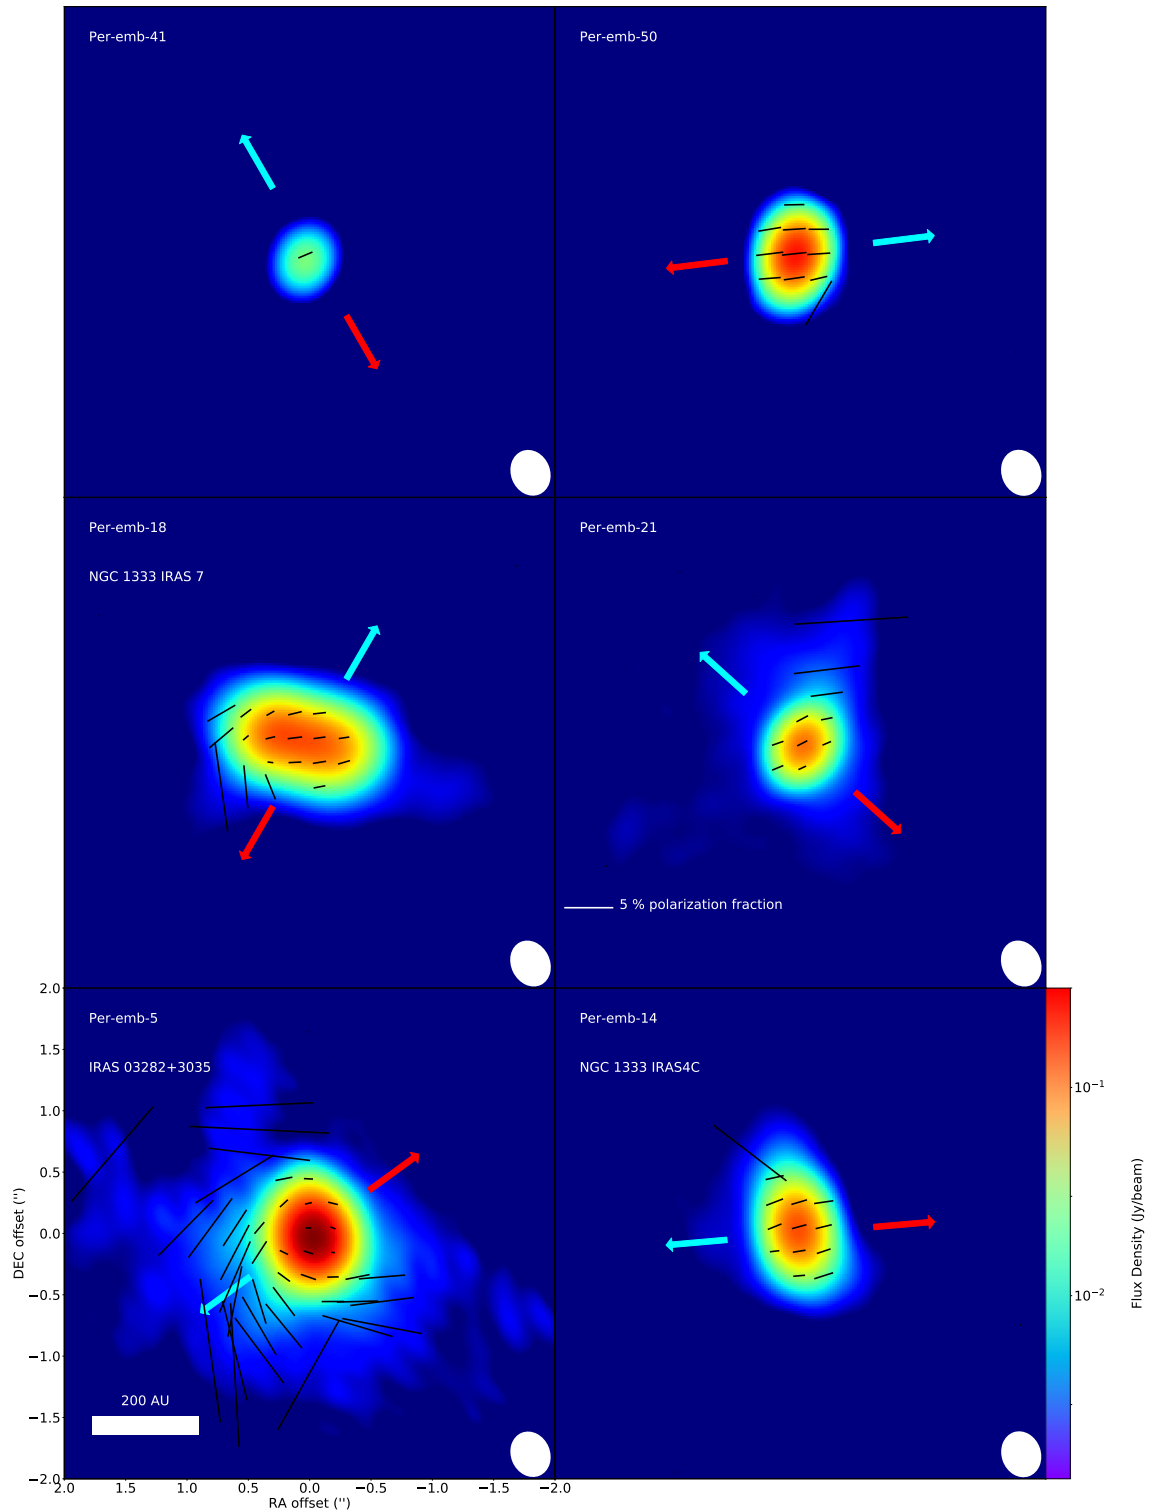 Per-emb-41
Per-emb-50
Per-emb-18
NGC 1333 IRAS 7
Per-emb-21
5 % polarization fraction
Per-emb-5
IRAS 03282+3035
200 AU
Per-emb-14
NGC 1333 IRAS4C
2.0
1.5
1.0
0.5
0.0
−0.5
−1.0
−1.5
−2.0
DEC offset ('')
2.0 1.5 1.0 0.5 0.0 −0.5 −1.0 −1.5 −2.0
RA offset ('')
10⁻¹
10⁻²
Flux Density (Jy/beam)